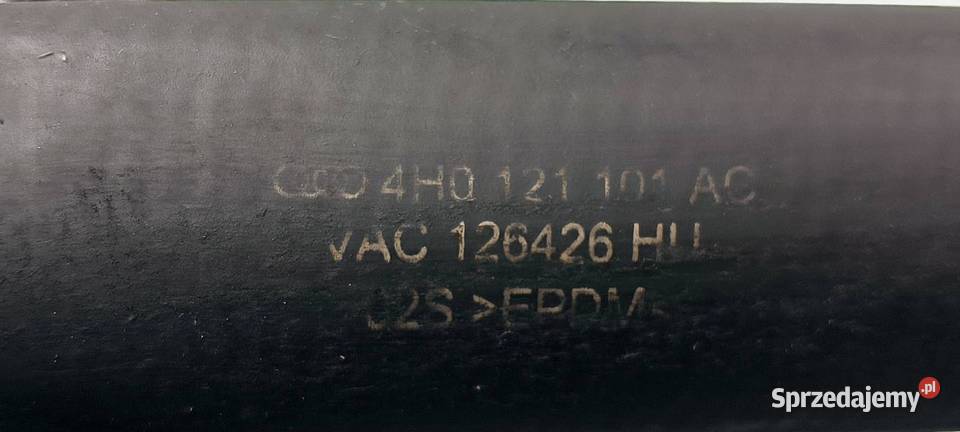 4H0 121 101 AC
VAC 126426 HU
>EPDM<
Sprzedajemy.pl